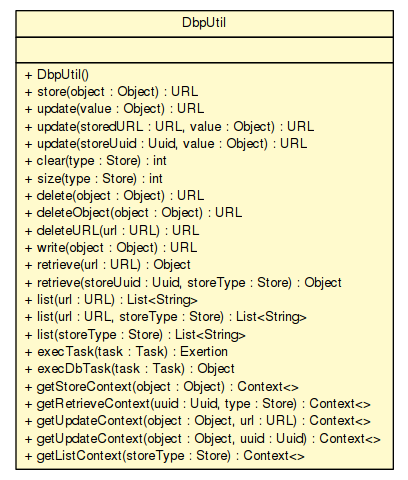 DbpUtil
+ DbpUtil()
+ store(object : Object) : URL
+ update(value : Object) : URL
+ update(storedURL : URL, value : Object) : URL
+ update(storeUuid : Uuid, value : Object) : URL
+ clear(type : Store) : int
+ size(type : Store) : int
+ delete(object : Object) : URL
+ deleteObject(object : Object) : URL
+ deleteURL(url : URL) : URL
+ write(object : Object) : URL
+ retrieve(url : URL) : Object
+ retrieve(storeUuid : Uuid, storeType : Store) : Object
+ list(url : URL) : List<String>
+ list(url : URL, storeType : Store) : List<String>
+ list(storeType : Store) : List<String>
+ execTask(task : Task) : Exertion
+ execDbTask(task : Task) : Object
+ getStoreContext(object : Object) : Context<>
+ getRetrieveContext(uuid : Uuid, type : Store) : Context<>
+ getUpdateContext(object : Object, url : URL) : Context<>
+ getUpdateContext(object : Object, uuid : Uuid) : Context<>
+ getListContext(storeType : Store) : Context<>